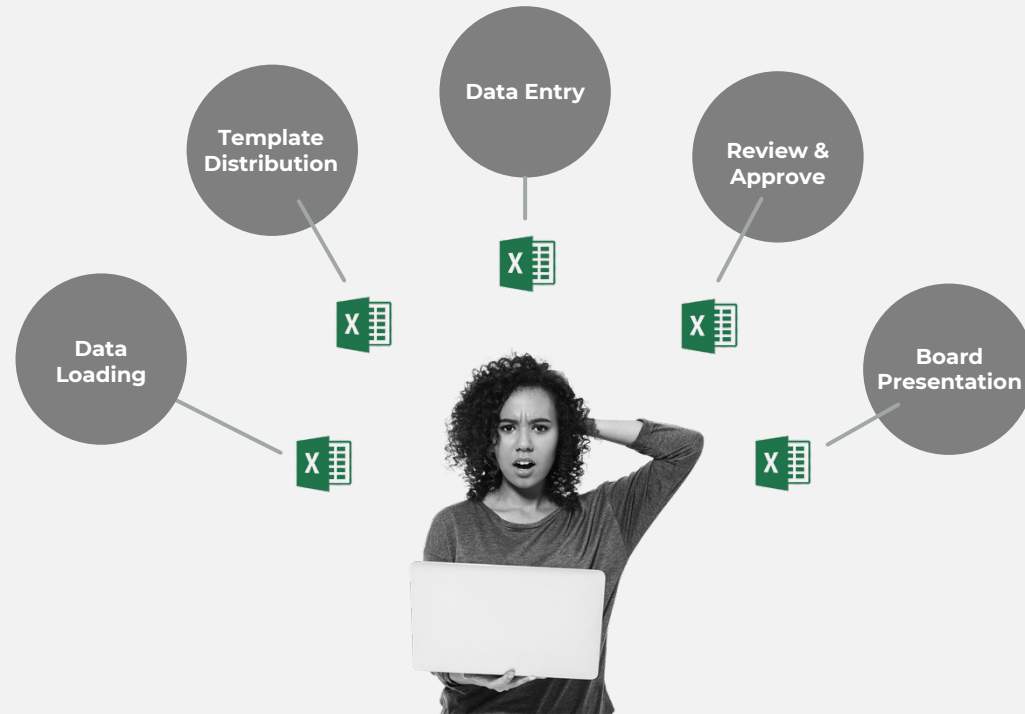 Data Entry
Template
Distribution
Review &
Approve
Data
Loading
Board
Presentation
X
X
X
X
X